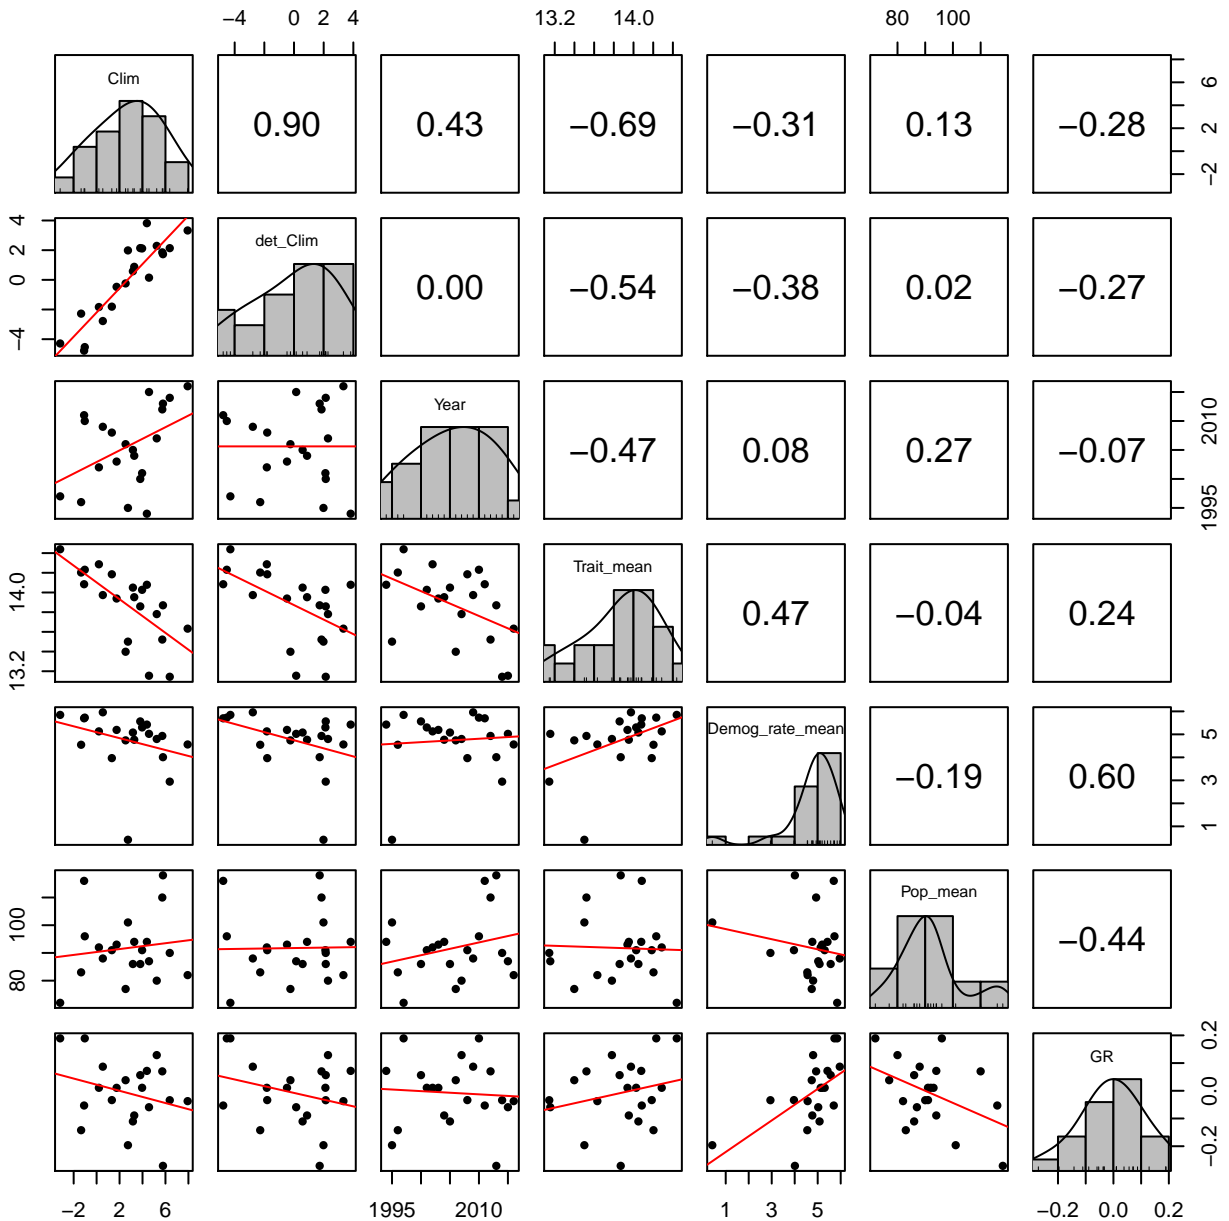 −4 0 2 4 13.2 14.0 80 100
Clim 0.90 0.43 −0.69 −0.31 0.13 −0.28 −2 2 6
−4 0 2 4 det_Clim 0.00 −0.54 −0.38 0.02 −0.27
Year −0.47 0.08 0.27 −0.07 1995 2010
13.2 14.0 Trait_mean 0.47 −0.04 0.24
Demog_rate_mean −0.19 0.60 1 3 5
80 100 Pop_mean −0.44
GR −0.2 0.0 0.2
−2 2 6 1995 2010 1 3 5 −0.2 0.0 0.2